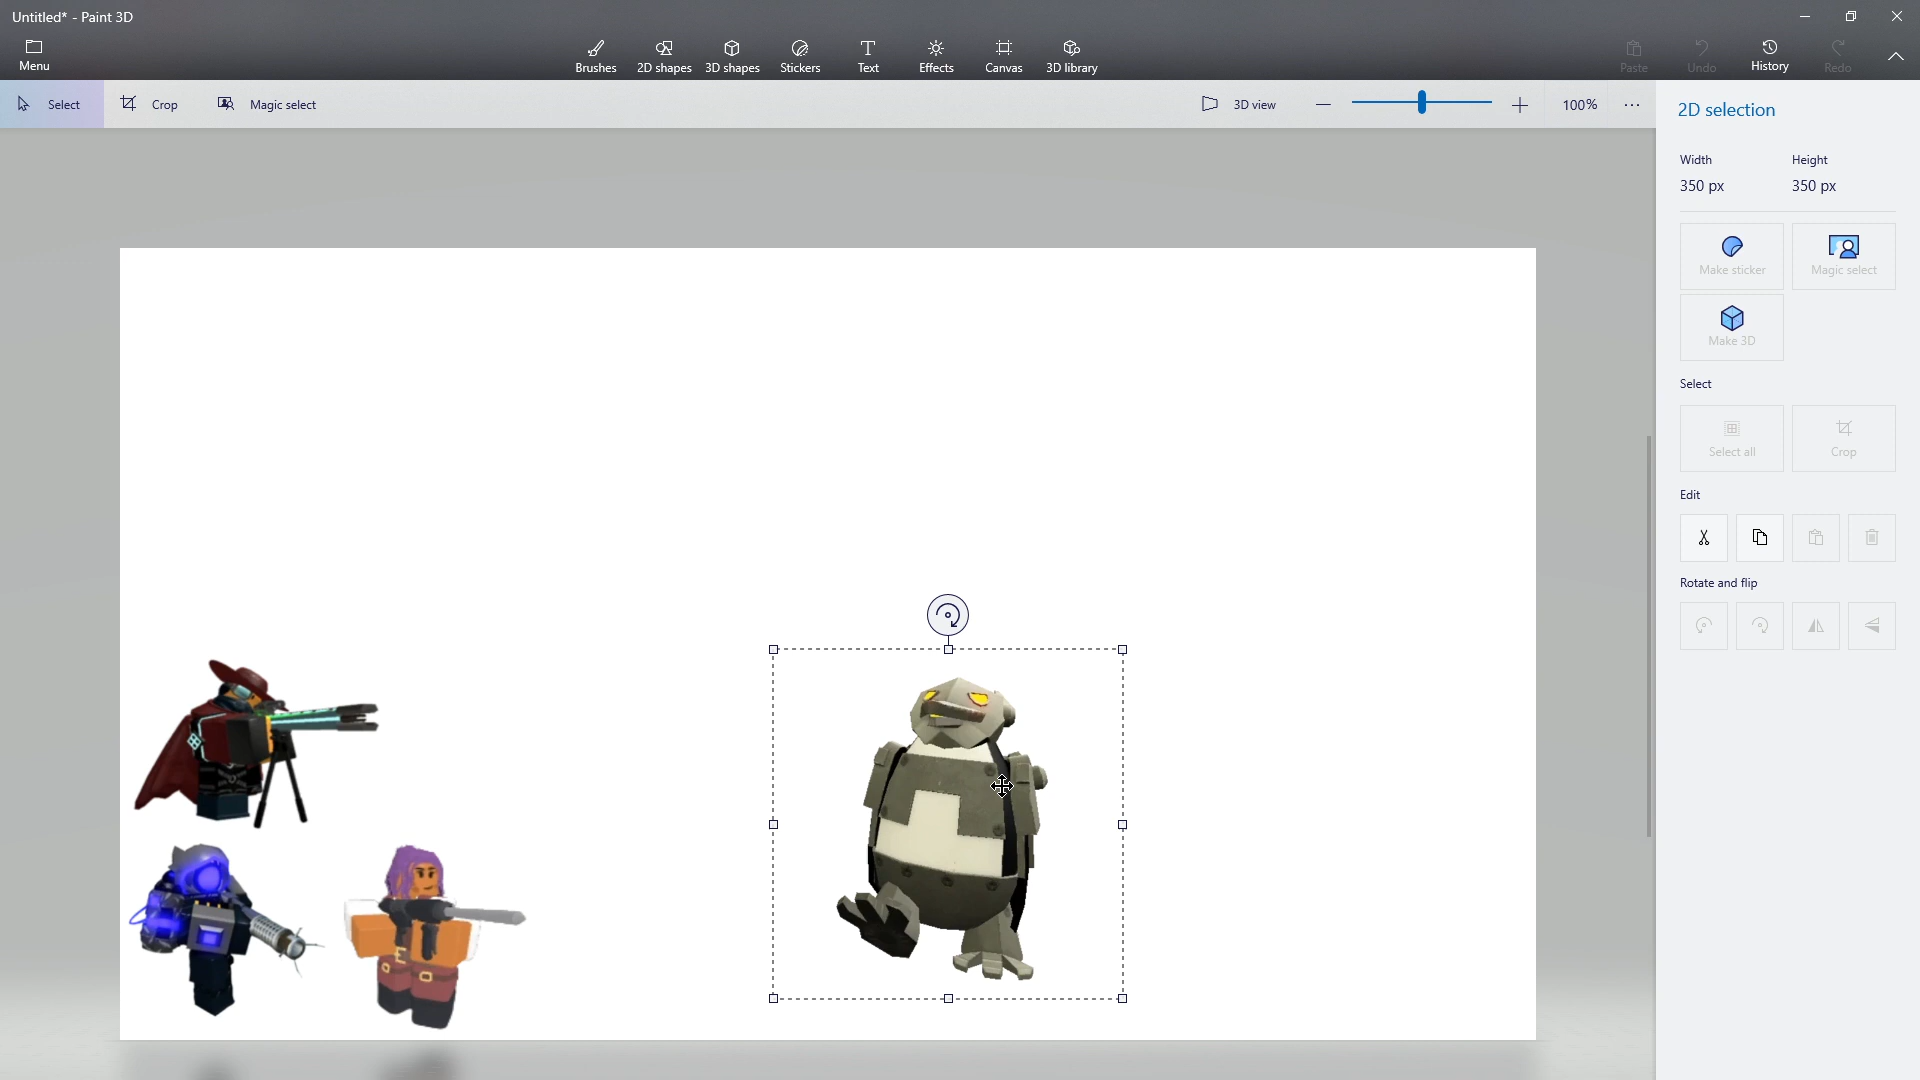 Untitled* - Paint 3D
Menu
Brushes
2D shapes
3D shapes
Stickers
Text
Effects
Canvas
3D library
Paste
Undo
History
Redo
Select
Crop
Magic select
3D view
100%
2D selection
Width
Height
350 px
350 px
Make sticker
Magic select
Make 3D
Select
Select all
Crop
Edit
Rotate and flip